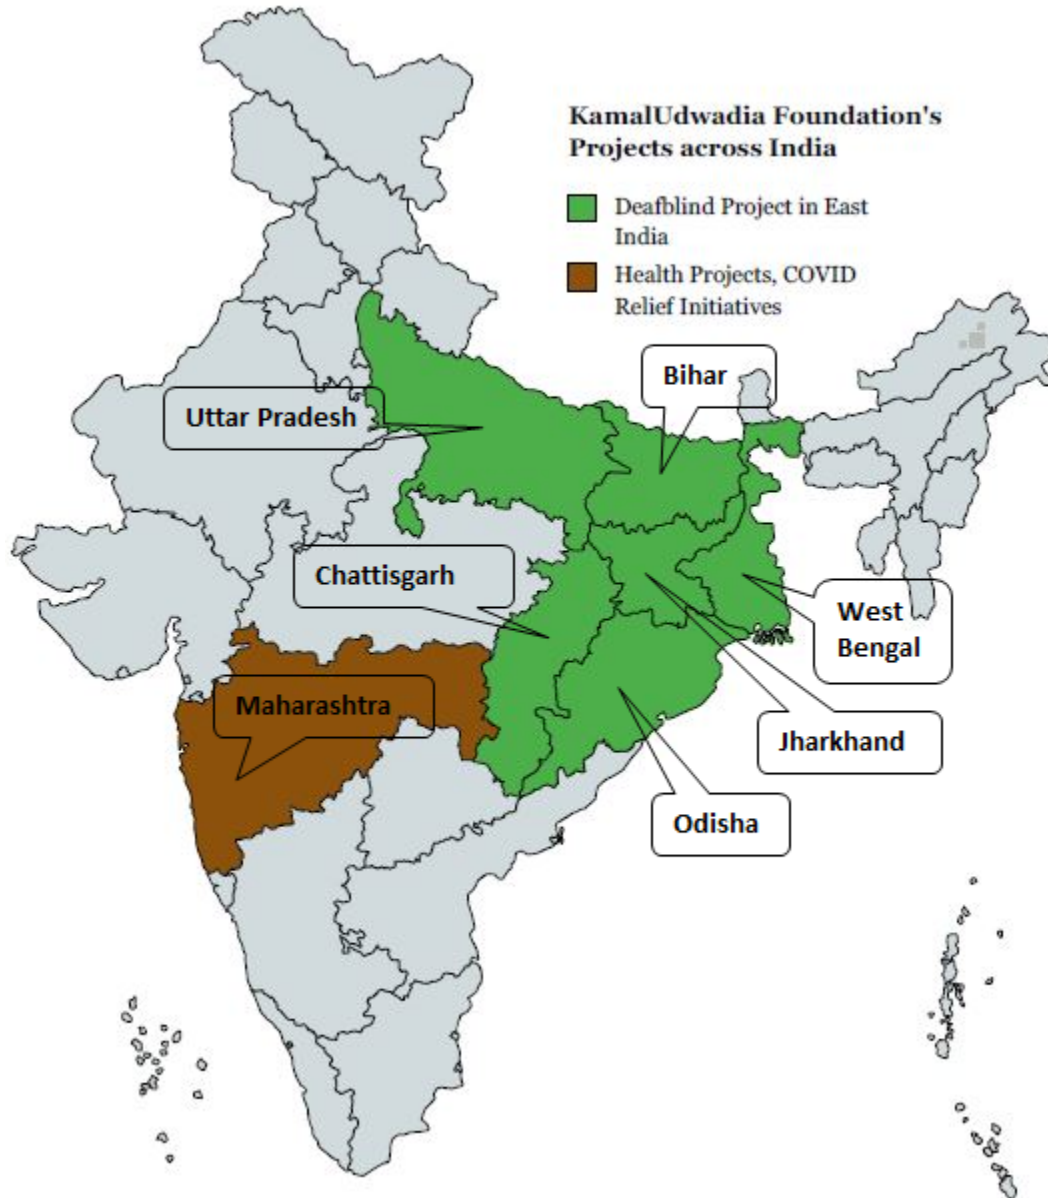 KamalUdwadia Foundation's
Projects across India
Deafblind Project in East
India
Health Projects, COVID
Relief Initiatives
Bihar
Uttar Pradesh
Chattisgarh
West
Bengal
Maharashtra
Jharkhand
Odisha